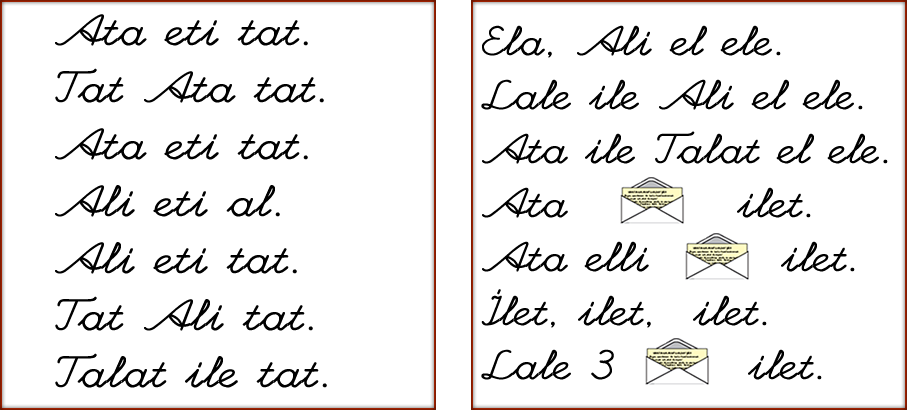 Ata eti tat.
Tat Ata tat.
Ata eti tat.
Ali eti al.
Ali eti tat.
Tat Ali tat.
Talat ile tat.
Ela, Ali el ele.
Lale ile Ali el ele.
Ata ile Talat el ele.
Ata ilet.
Ata elli ilet.
İlet, ilet, ilet.
Lale 3 ilet.